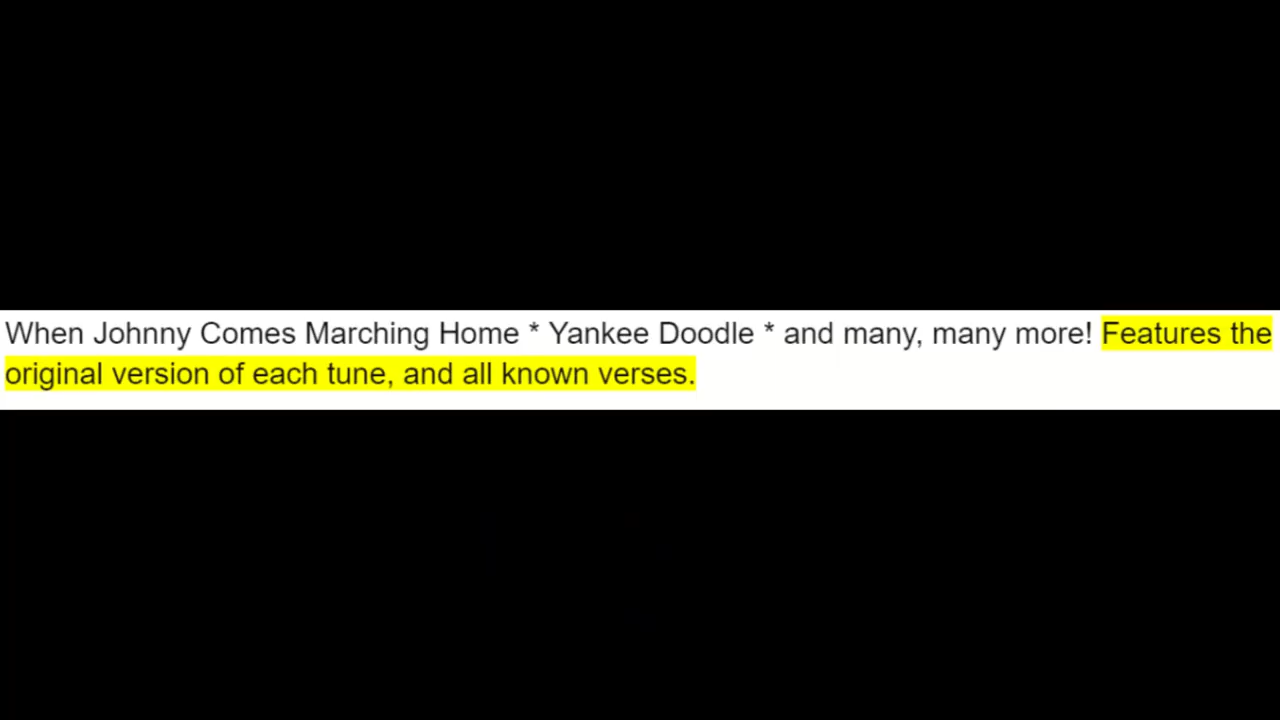 When Johnny Comes Marching Home * Yankee Doodle * and many, many more! Features the
original version of each tune, and all known verses.